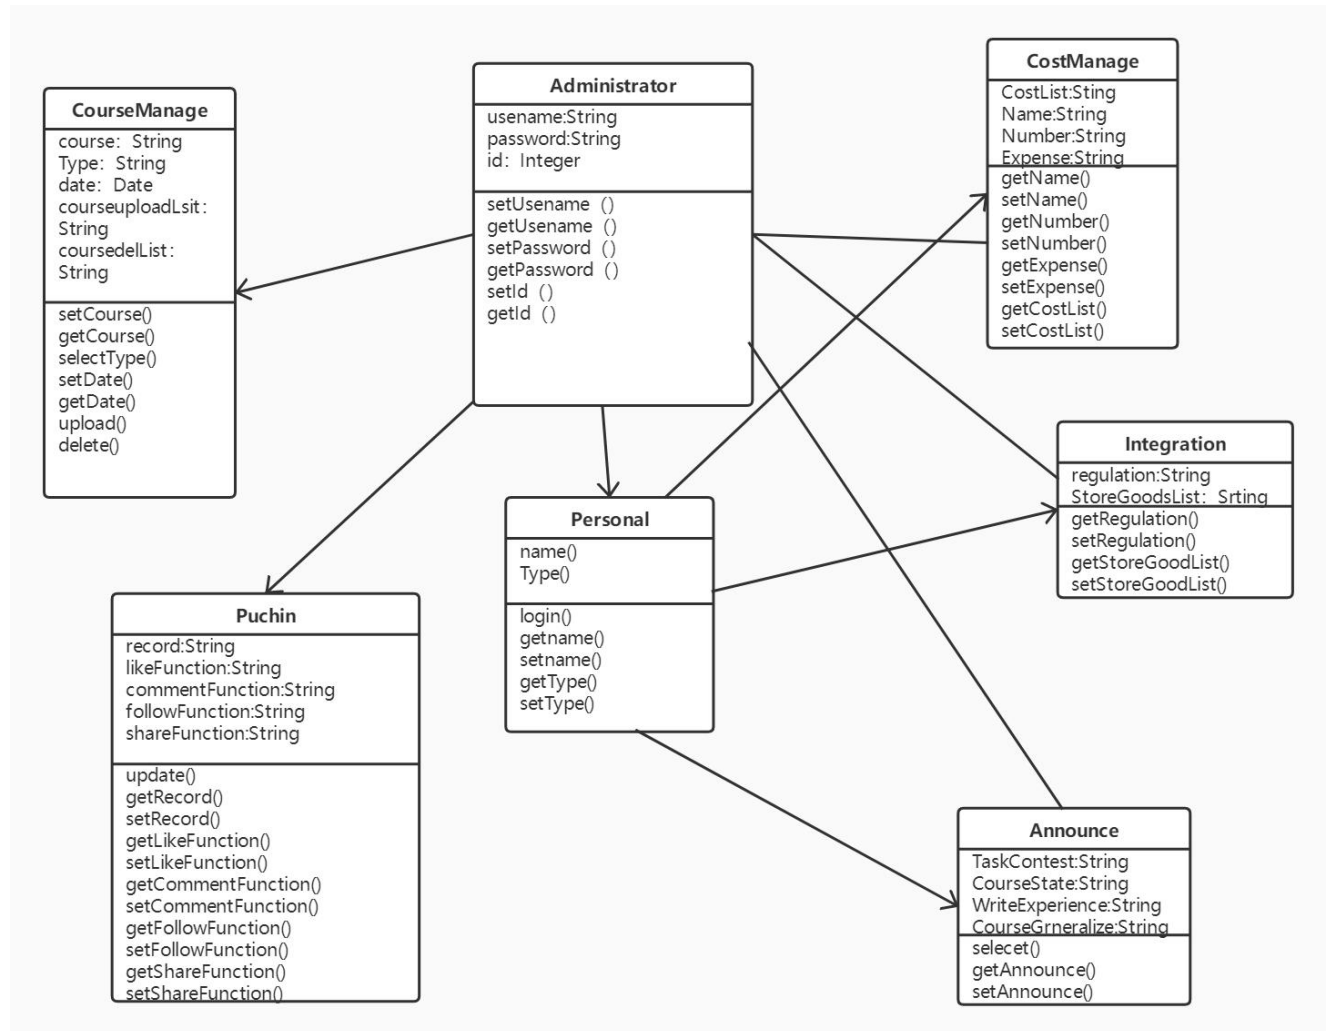 CourseManage
course: String
Type: String
date: Date
courseuploadLsit:
String
coursedelList:
String
setCourse()
getCourse()
selectType()
setDate()
getDate()
upload()
delete()
Administrator
usename:String
password:String
id: Integer
setUsename ()
getUsename ()
setPassword ()
getPassword ()
setId ()
getId ()
CostManage
CostList:Sting
Name:String
Number:String
Expense:String
getName()
setName()
getNumber()
setNumber()
getExpense()
setExpense()
getCostList()
setCostList()
Integration
regulation:String
StoreGoodsList: Srting
getRegulation()
setRegulation()
getStoreGoodList()
setStoreGoodList()
Personal
name()
Type()
login()
getname()
setname()
getType()
setType()
Puchin
record:String
likeFunction:String
commentFunction:String
followFunction:String
shareFunction:String
update()
getRecord()
setRecord()
getLikeFunction()
setLikeFunction()
getCommentFunction()
setCommentFunction()
getFollowFunction()
setFollowFunction()
getShareFunction()
setShareFunction()
Announce
TaskContest:String
CourseState:String
WriteExperience:String
CourseGrneralize:String
selecet()
getAnnounce()
setAnnounce()